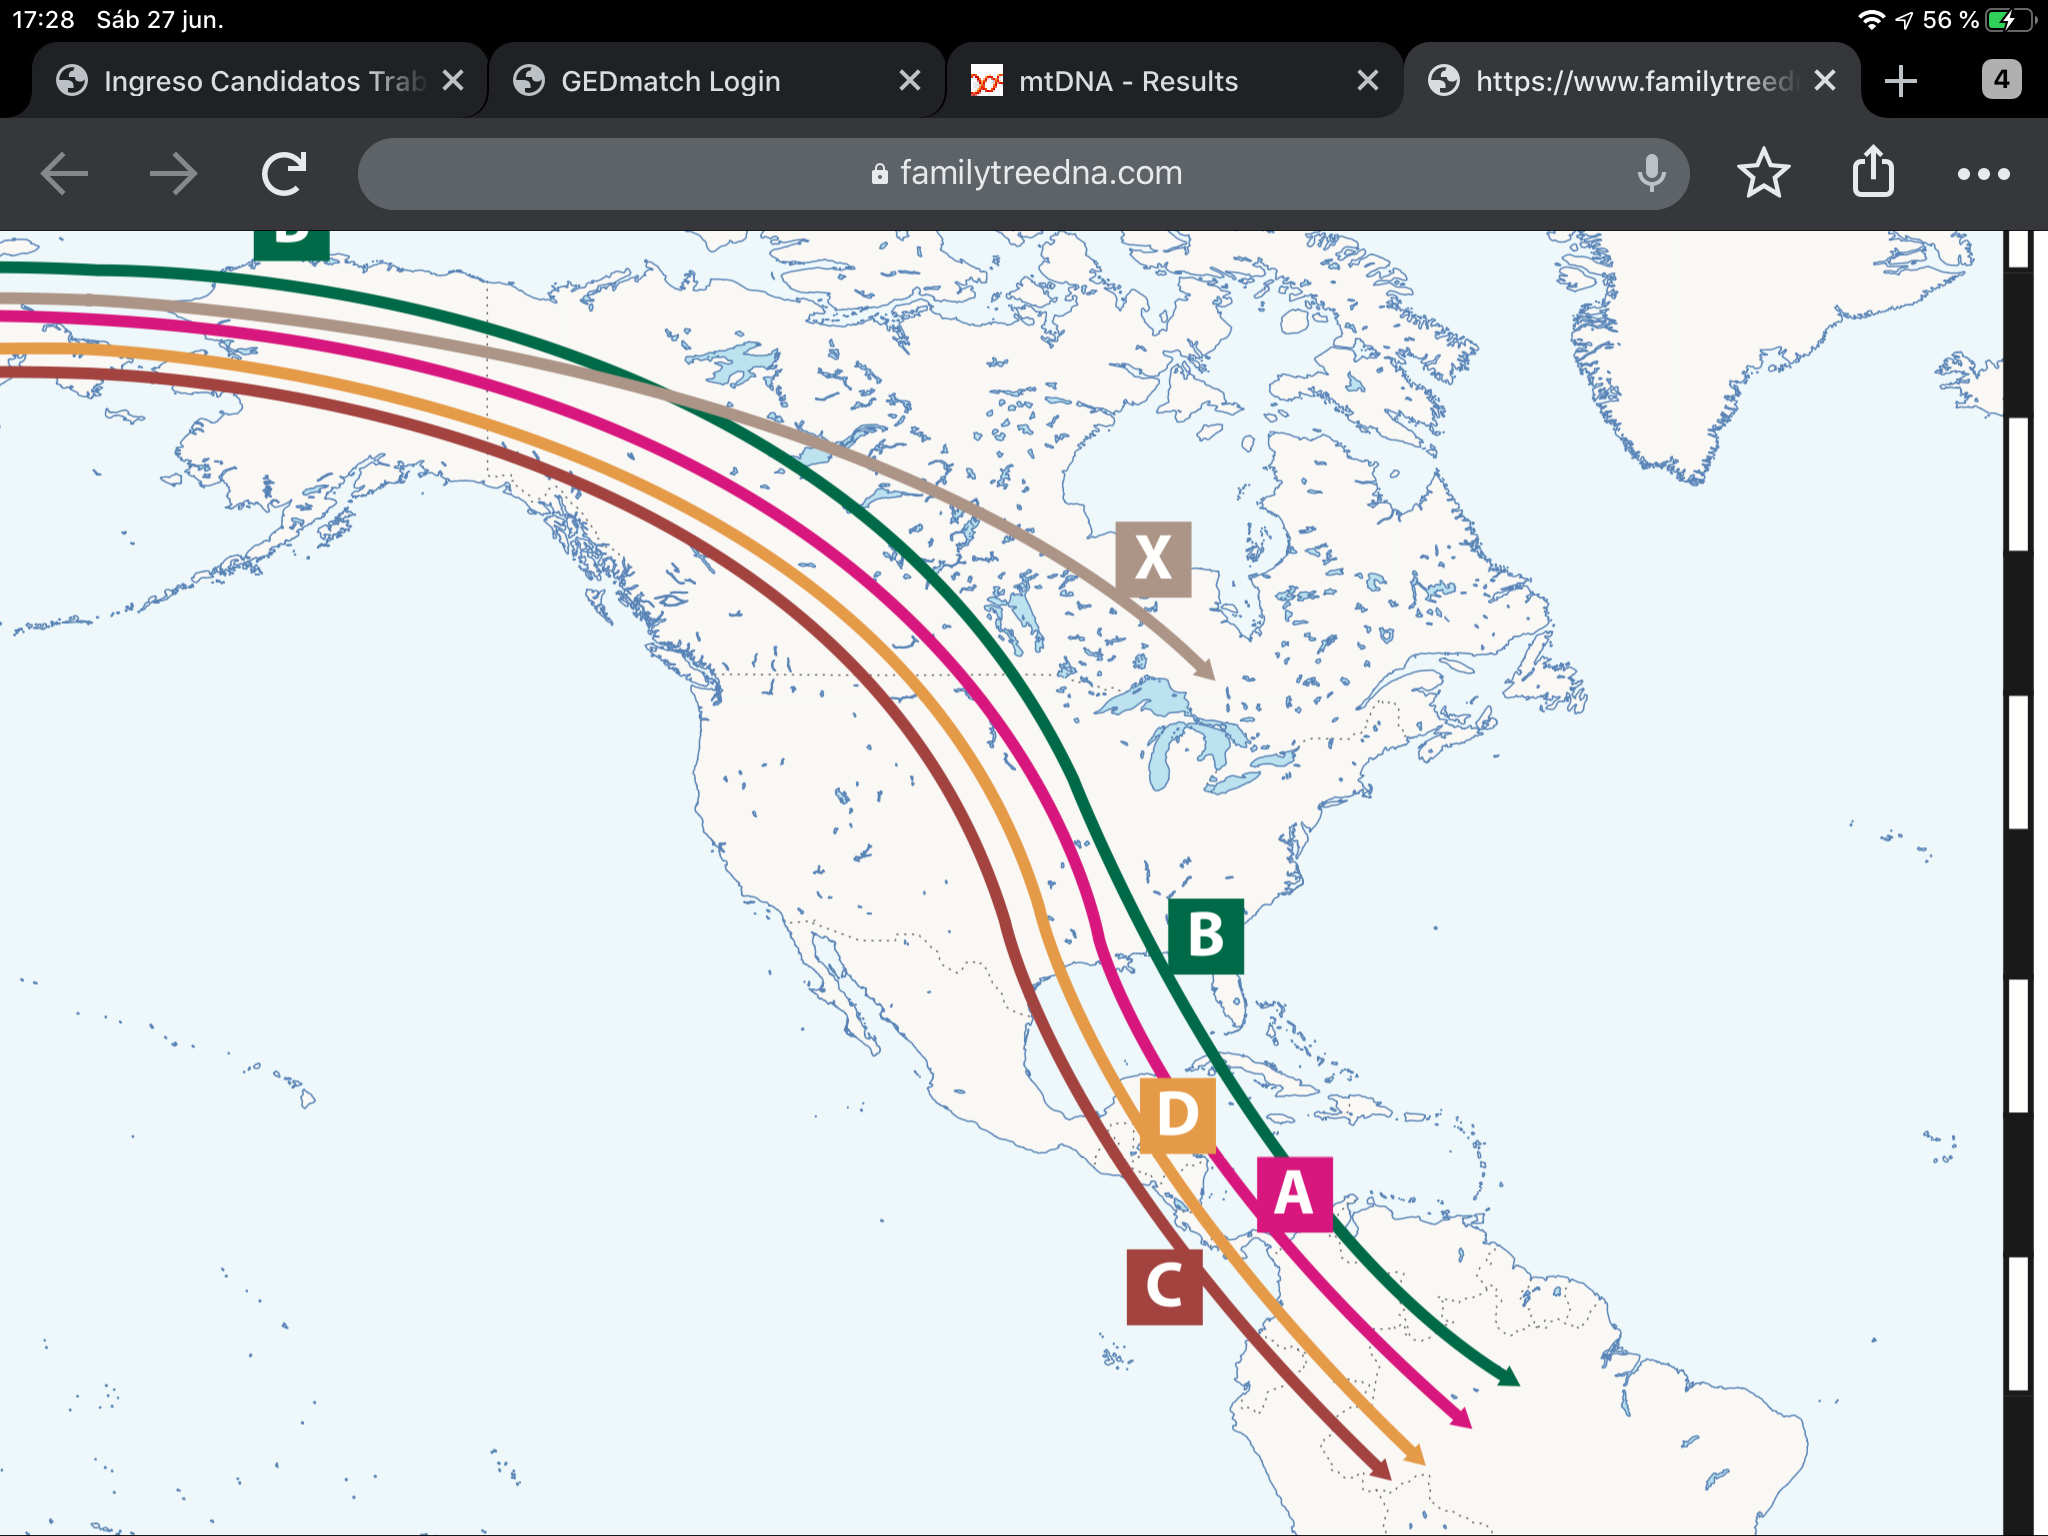 17:28 Sáb 27 jun. 56 %
Ingreso Candidatos Trab
GEDmatch Login
mtDNA - Results
https://www.familytreed
4
familytreedna.com
B
X
B
D
A
C